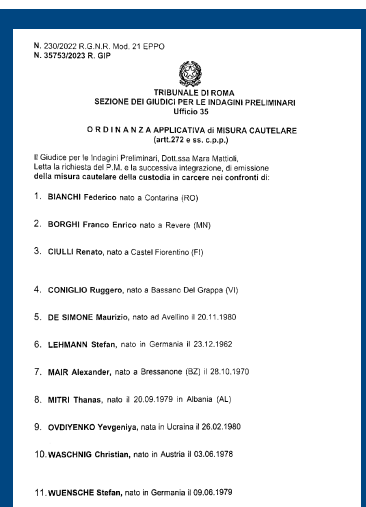 N. 230/2022 R.G.N.R. Mod. 21 EPPO
N. 35753/2023 R. GIP
TRIBUNALE DI ROMA
SEZIONE DEI GIUDICI PER LE INDAGINI PRELIMINARI
Ufficio 35
O R D I N A N Z A APPLICATIVA di MISURA CAUTELARE
(artt.272 e ss. c.p.p.)
Il Giudice per le Indagini Preliminari, Dott.ssa Mara Mattioli,
Letta la richiesta del P.M. e la successiva integrazione, di emissione
della misura cautelare della custodia in carcere nei confronti di:
1. BIANCHI Federico nato a Contarina (RO)
2. BORGHI Franco Enrico nato a Revere (MN)
3. CIULLI Renato, nato a Castel Fiorentino (FI)
4. CONIGLIO Ruggero, nato a Bassano Del Grappa (VI)
5. DE SIMONE Maurizio, nato ad Avellino il 20.11.1980
6. LEHMANN Stefan, nato in Germania il 23.12.1962
7. MAIR Alexander, nato a Bressanone (BZ) il 28.10.1970
8. MITRI Thanas, nato il 20.09.1979 in Albania (AL)
9. OVDIYENKO Yevgeniya, nata in Ucraina il 26.02.1980
10. WASCHNIG Christian, nato in Austria il 03.06.1978
11. WUENSCHE Stefan, nato in Germania il 09.06.1979